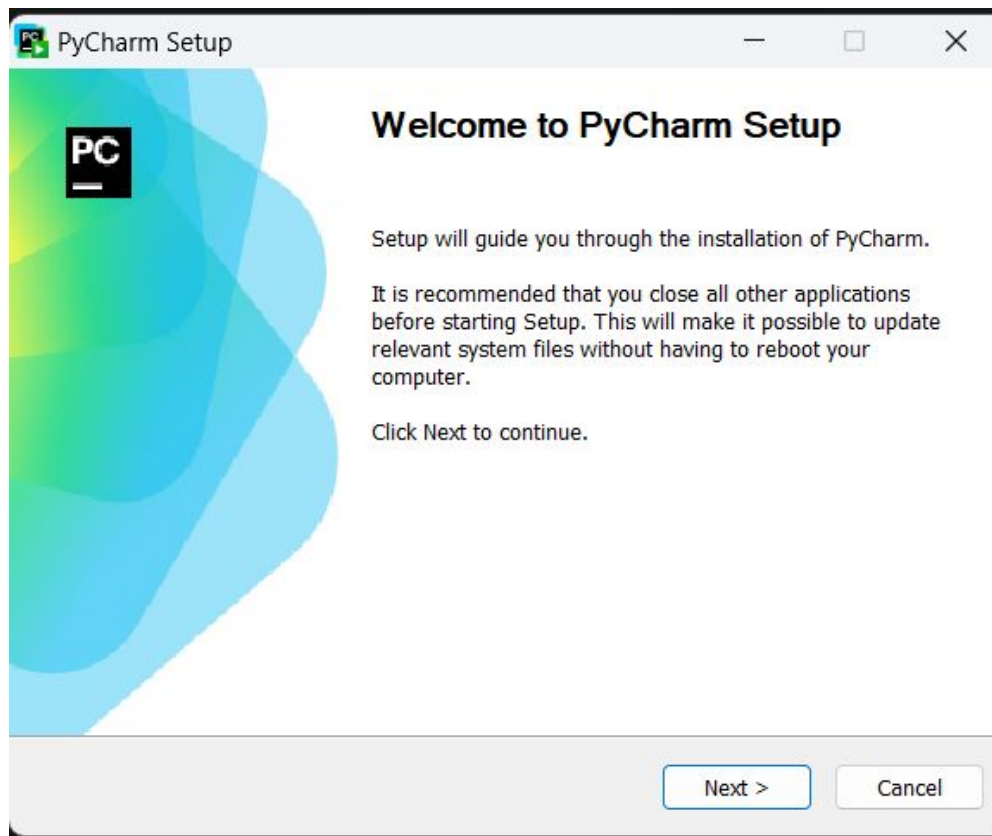 PyCharm Setup
PC
Welcome to PyCharm Setup
Setup will guide you through the installation of PyCharm.
It is recommended that you close all other applications
before starting Setup. This will make it possible to update
relevant system files without having to reboot your
computer.
Click Next to continue.
Next >
Cancel